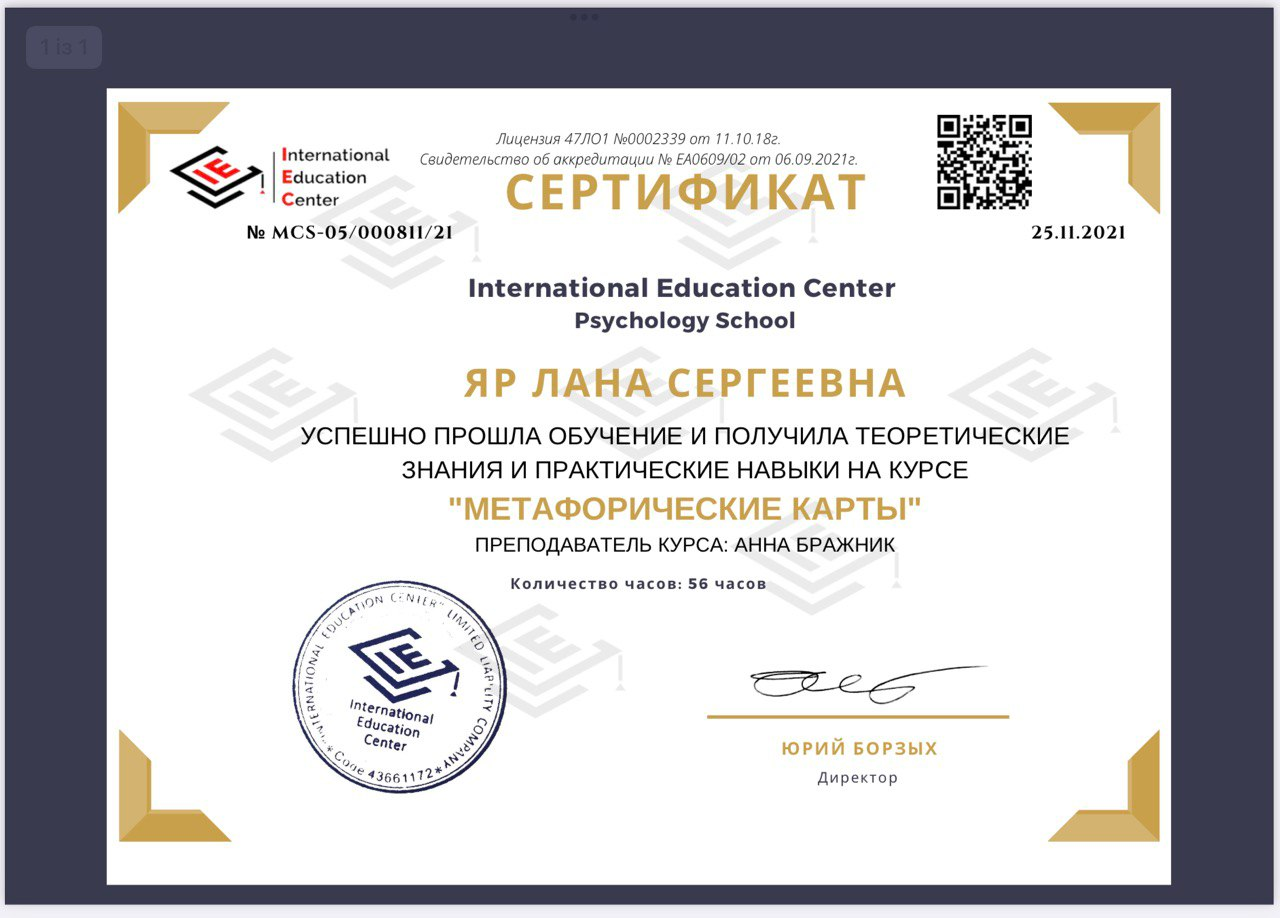 1 із 1
Лицензия 47ЛО1 №0002339 от 11.10.18г.
Свидетельство об аккредитации № EA0609/02 от 06.09.2021г.
International
Education
Center
СЕРТИФИКАТ
№ MCS-05/000811/21
25.11.2021
International Education Center
Psychology School
ЯР ЛАНА СЕРГЕЕВНА
УСПЕШНО ПРОШЛА ОБУЧЕНИЕ И ПОЛУЧИЛА ТЕОРЕТИЧЕСКИЕ
ЗНАНИЯ И ПРАКТИЧЕСКИЕ НАВЫКИ НА КУРСЕ
"МЕТАФОРИЧЕСКИЕ КАРТЫ"
ПРЕПОДАВАТЕЛЬ КУРСА: АННА БРАЖНИК
Количество часов: 56 часов
"INTERNATIONAL EDUCATION CENTER" LIMITED LIABILITY COMPANY
International
Education
Center
* Code 43661172 *
ЮРИЙ БОРЗЫХ
Директор